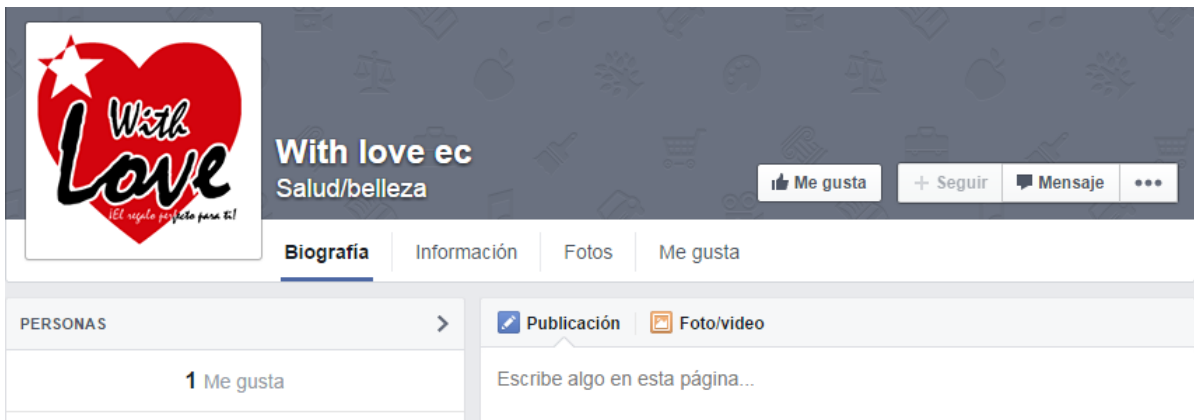 With
Love
¡El regalo perfecto para ti!
With love ec
Salud/belleza
Me gusta
+ Seguir
Mensaje
Biografía
Información
Fotos
Me gusta
PERSONAS
1 Me gusta
Publicación
Foto/video
Escribe algo en esta página...